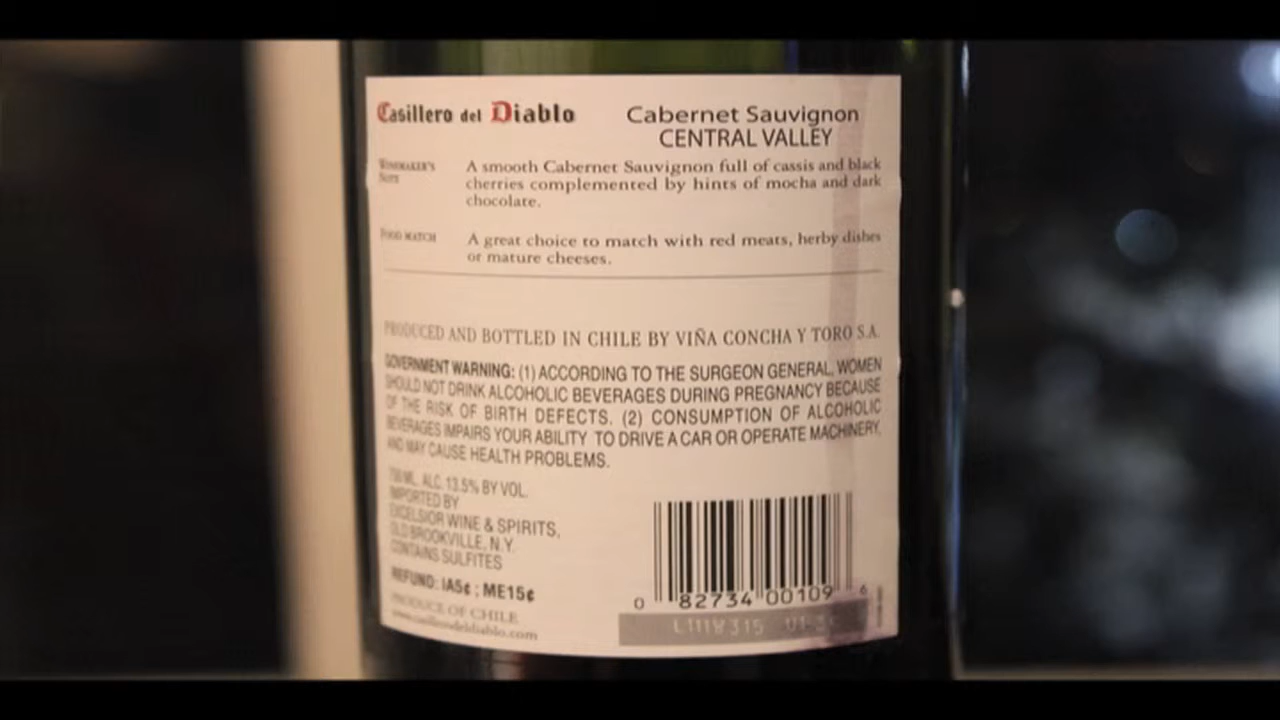 Casillero del Diablo
Cabernet Sauvignon
CENTRAL VALLEY
WINEMAKER'S
NOTE
A smooth Cabernet Sauvignon full of cassis and black
cherries complemented by hints of mocha and dark
chocolate.
FOOD MATCH
A great choice to match with red meats, herby dishes
or mature cheeses.
PRODUCED AND BOTTLED IN CHILE BY VIÑA CONCHA Y TORO S.A.
GOVERNMENT WARNING: (1) ACCORDING TO THE SURGEON GENERAL, WOMEN
SHOULD NOT DRINK ALCOHOLIC BEVERAGES DURING PREGNANCY BECAUSE
OF THE RISK OF BIRTH DEFECTS. (2) CONSUMPTION OF ALCOHOLIC
BEVERAGES IMPAIRS YOUR ABILITY TO DRIVE A CAR OR OPERATE MACHINERY,
AND MAY CAUSE HEALTH PROBLEMS.
750 ML. ALC. 13.5% BY VOL.
IMPORTED BY
EXCELSIOR WINE & SPIRITS,
OLD BROOKVILLE, N.Y.
CONTAINS SULFITES
REFUND: IA5¢ ; ME15¢
PRODUCE OF CHILE
www.casillerodeldiablo.com
0 82734 00109 6